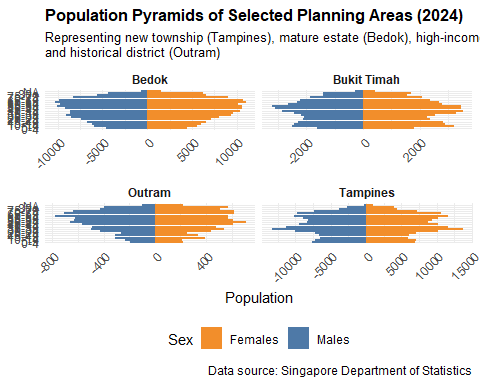 Population Pyramids of Selected Planning Areas (2024)
Representing new township (Tampines), mature estate (Bedok), high-incom
and historical district (Outram)
Bedok
Bukit Timah
-10000 -5000 0 5000 10000
-2000 0 2000
Outram
Tampines
-800 -400 0 400
-10000 -5000 0 5000 10000 15000
Population
Sex Females Males
Data source: Singapore Department of Statistics